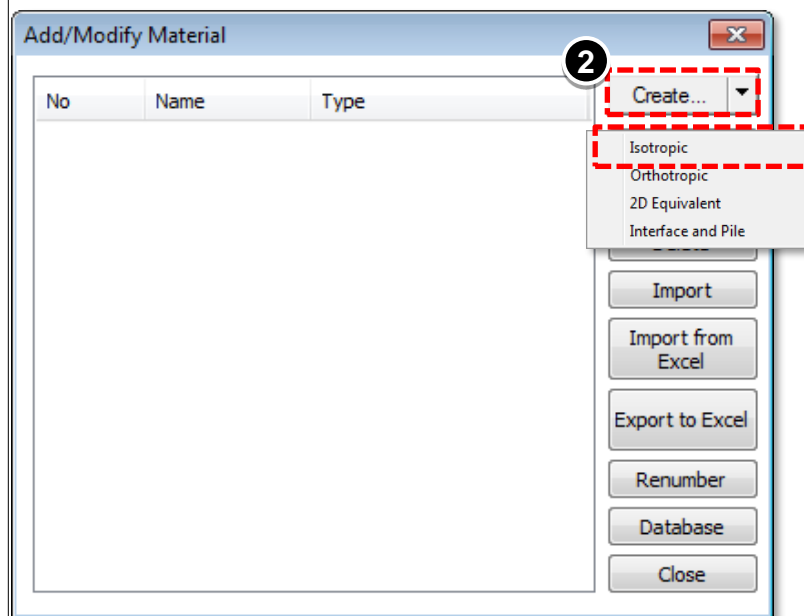 Add/Modify Material
2
No Name Type
Create...
Isotropic
Orthotropic
2D Equivalent
Interface and Pile
Import
Import from
Excel
Export to Excel
Renumber
Database
Close